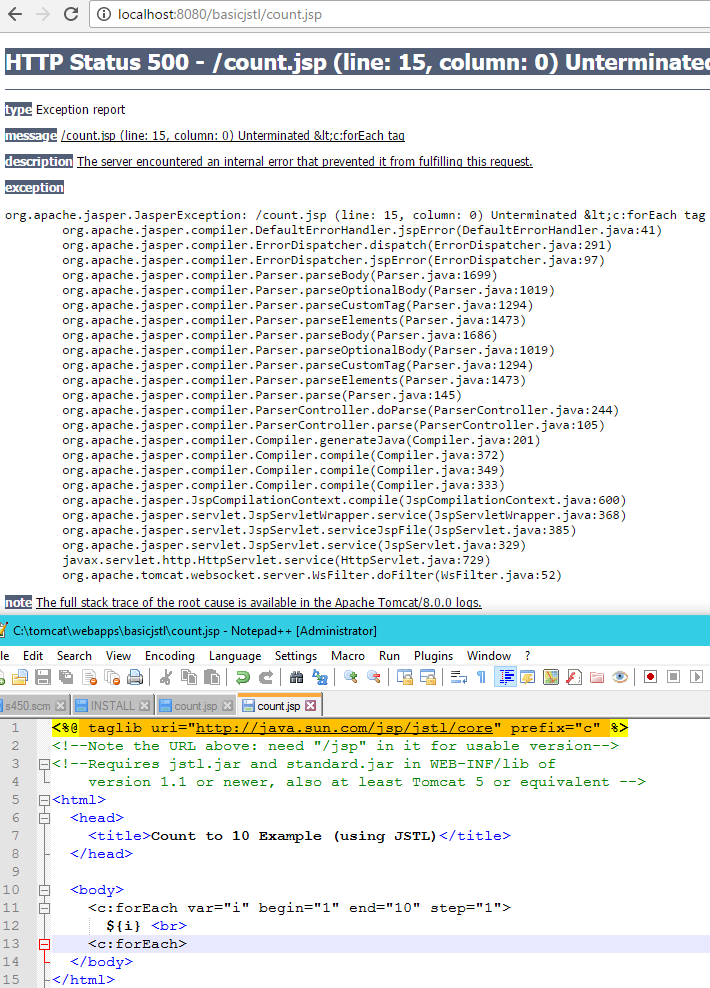 localhost:8080/basicjstl/count.jsp
HTTP Status 500 - /count.jsp (line: 15, column: 0) Unterminated
type Exception report
message /count.jsp (line: 15, column: 0) Unterminated &lt;c:forEach tag
description The server encountered an internal error that prevented it from fulfilling this request.
exception
org.apache.jasper.JasperException: /count.jsp (line: 15, column: 0) Unterminated &lt;c:forEach tag
org.apache.jasper.compiler.DefaultErrorHandler.jspError(DefaultErrorHandler.java:41)
org.apache.jasper.compiler.ErrorDispatcher.dispatch(ErrorDispatcher.java:291)
org.apache.jasper.compiler.ErrorDispatcher.jspError(ErrorDispatcher.java:97)
org.apache.jasper.compiler.Parser.parseBody(Parser.java:1699)
org.apache.jasper.compiler.Parser.parseOptionalBody(Parser.java:1019)
org.apache.jasper.compiler.Parser.parseCustomTag(Parser.java:1294)
org.apache.jasper.compiler.Parser.parseElements(Parser.java:1473)
org.apache.jasper.compiler.Parser.parseBody(Parser.java:1686)
org.apache.jasper.compiler.Parser.parseOptionalBody(Parser.java:1019)
org.apache.jasper.compiler.Parser.parseCustomTag(Parser.java:1294)
org.apache.jasper.compiler.Parser.parseElements(Parser.java:1473)
org.apache.jasper.compiler.Parser.parse(Parser.java:145)
org.apache.jasper.compiler.ParserController.doParse(ParserController.java:244)
org.apache.jasper.compiler.ParserController.parse(ParserController.java:105)
org.apache.jasper.compiler.Compiler.generateJava(Compiler.java:201)
org.apache.jasper.compiler.Compiler.compile(Compiler.java:372)
org.apache.jasper.compiler.Compiler.compile(Compiler.java:349)
org.apache.jasper.compiler.Compiler.compile(Compiler.java:333)
org.apache.jasper.JspCompilationContext.compile(JspCompilationContext.java:600)
org.apache.jasper.servlet.JspServletWrapper.service(JspServletWrapper.java:368)
org.apache.jasper.servlet.JspServlet.serviceJspFile(JspServlet.java:385)
org.apache.jasper.servlet.JspServlet.service(JspServlet.java:329)
javax.servlet.http.HttpServlet.service(HttpServlet.java:729)
org.apache.tomcat.websocket.server.WsFilter.doFilter(WsFilter.java:52)
note The full stack trace of the root cause is available in the Apache Tomcat/8.0.0 logs.
C:\tomcat\webapps\basicjstl\count.jsp - Notepad++ [Administrator]
le Edit Search View Encoding Language Settings Macro Run Plugins Window ?
s450.scm INSTALL count.jsp count.jsp
1 <%@ taglib uri="http://java.sun.com/jsp/jstl/core" prefix="c" %>
2 <!--Note the URL above: need "/jsp" in it for usable version-->
3 <!--Requires jstl.jar and standard.jar in WEB-INF/lib of
4 version 1.1 or newer, also at least Tomcat 5 or equivalent -->
5 <html>
6 <head>
7 <title>Count to 10 Example (using JSTL)</title>
8 </head>
9
10 <body>
11 <c:forEach var="i" begin="1" end="10" step="1">
12 ${i} <br>
13 <c:forEach>
14 </body>
15 </html>